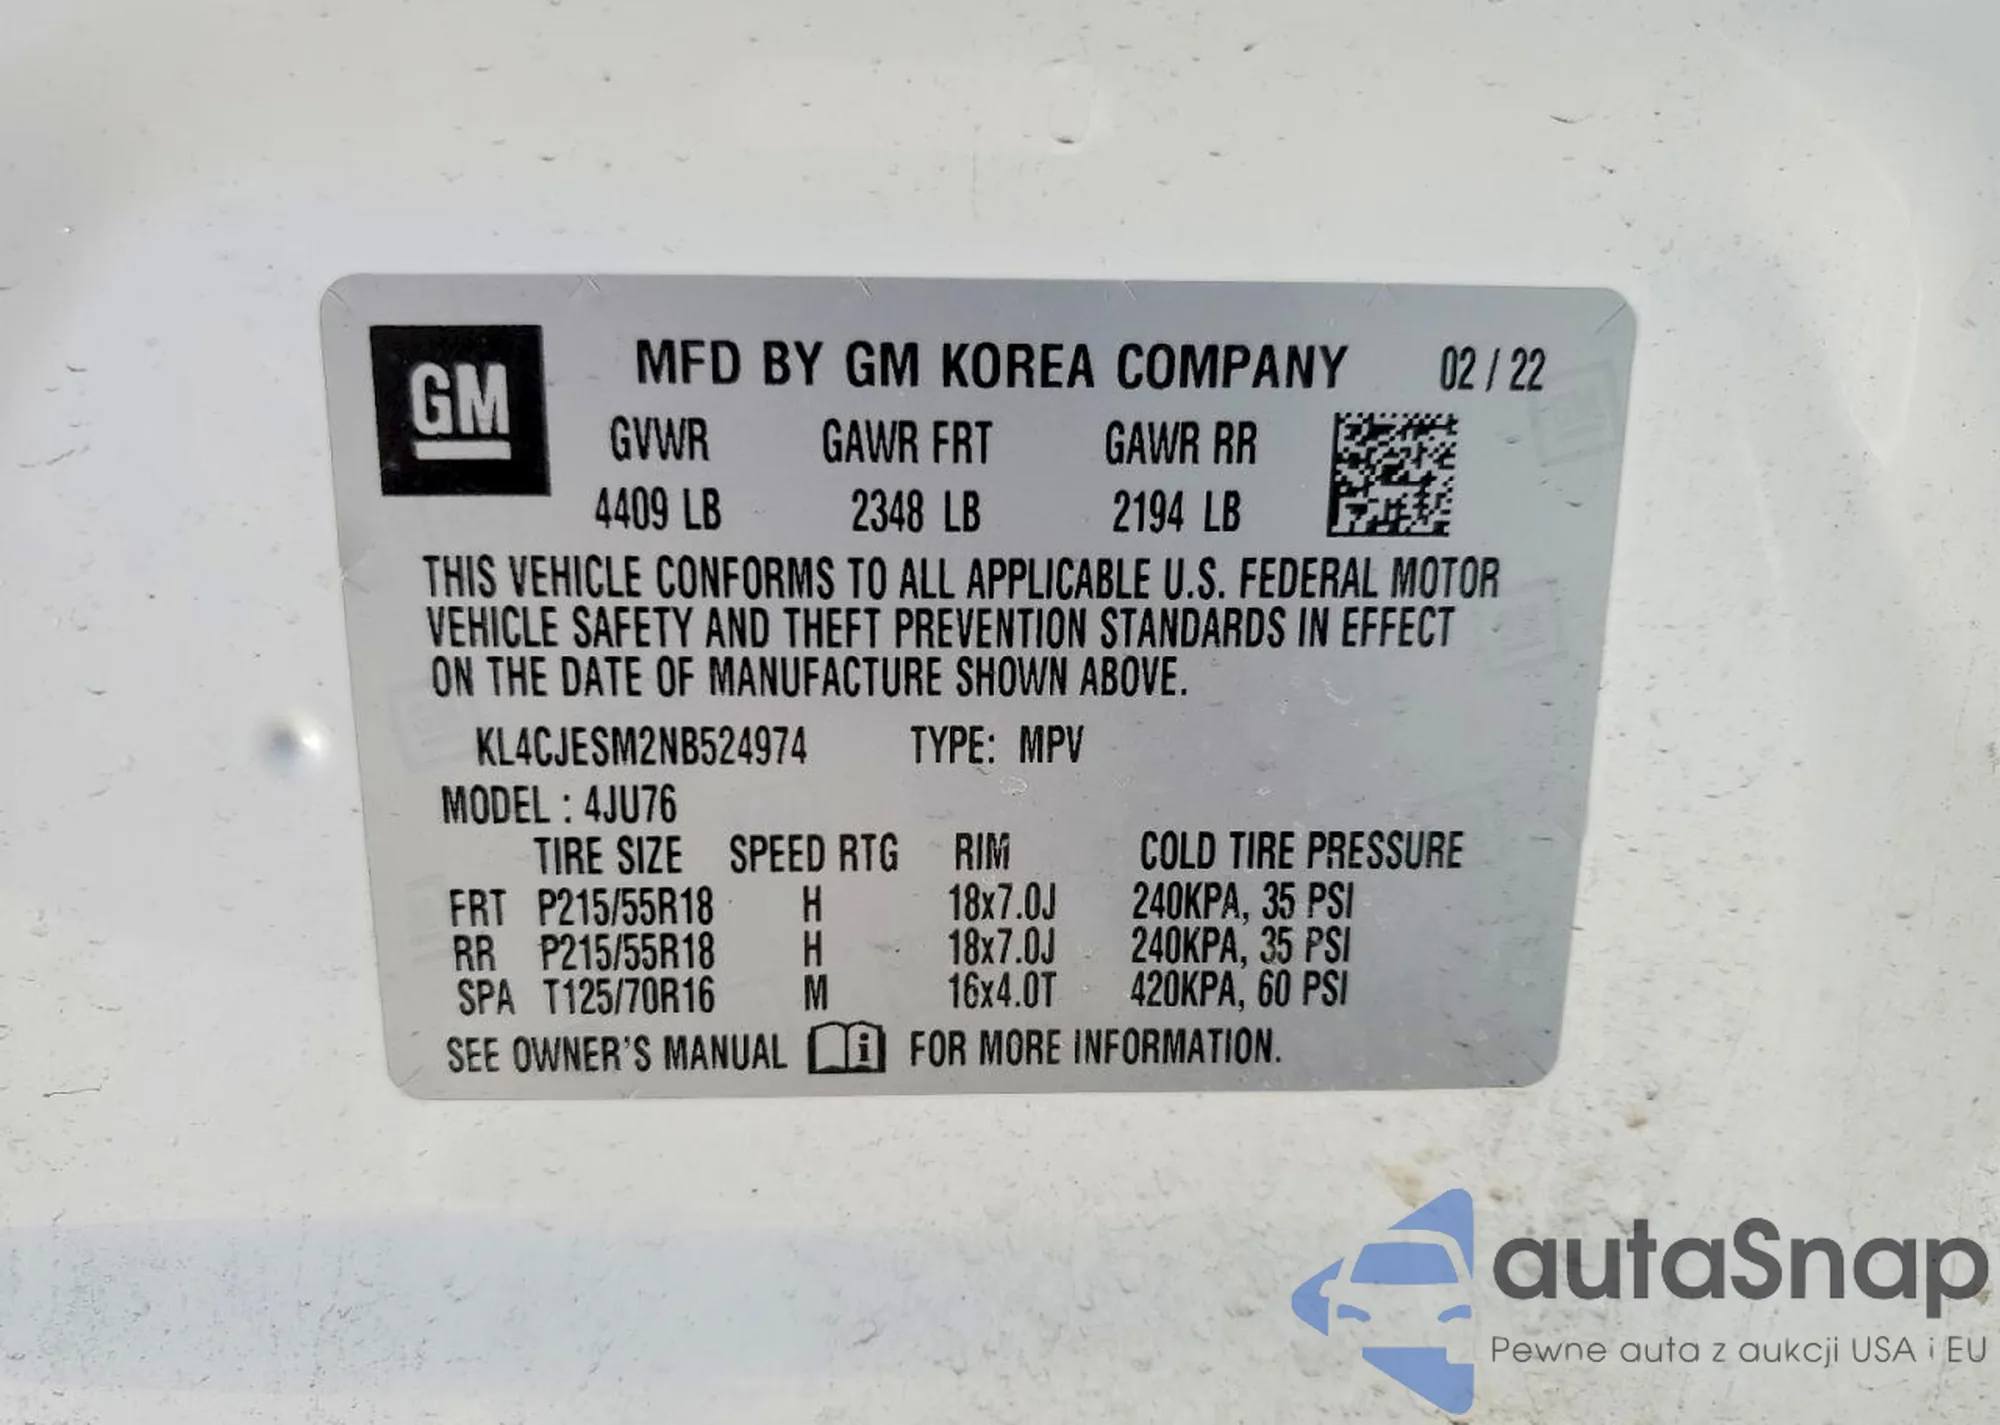 GM
MFD BY GM KOREA COMPANY 02 / 22
GVWR GAWR FRT GAWR RR
4409 LB 2348 LB 2194 LB
THIS VEHICLE CONFORMS TO ALL APPLICABLE U.S. FEDERAL MOTOR
VEHICLE SAFETY AND THEFT PREVENTION STANDARDS IN EFFECT
ON THE DATE OF MANUFACTURE SHOWN ABOVE.
KL4CJESM2NB524974 TYPE: MPV
MODEL : 4JU76
TIRE SIZE SPEED RTG RIM COLD TIRE PRESSURE
FRT P215/55R18 H 18x7.0J 240KPA, 35 PSI
RR P215/55R18 H 18x7.0J 240KPA, 35 PSI
SPA T125/70R16 M 16x4.0T 420KPA, 60 PSI
SEE OWNER'S MANUAL i FOR MORE INFORMATION.
autaSnap
Pewne auta z aukcji USA i EU